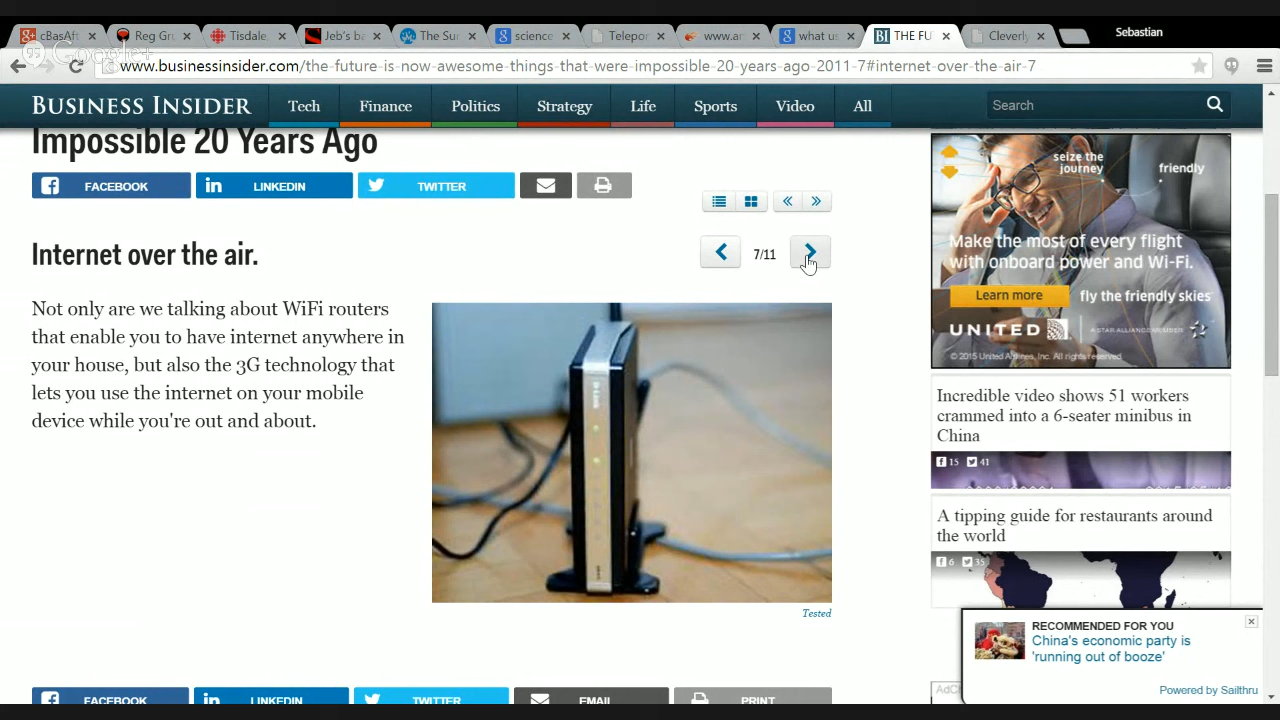 cBasAft
Reg Gr
Tisdale,
Jeb's ba
The Sur
science
Telepor
www.ar
what us
THE FU
Cleverly
Sebastian
Google+
www.businessinsider.com/the-future-is-now-awesome-things-that-were-impossible-20-years-ago-2011-7#internet-over-the-air-7
BUSINESS INSIDER
Tech
Finance
Politics
Strategy
Life
Sports
Video
All
Search
Impossible 20 Years Ago
FACEBOOK
LINKEDIN
TWITTER
Internet over the air.
7/11
Not only are we talking about WiFi routers
that enable you to have internet anywhere in
your house, but also the 3G technology that
lets you use the internet on your mobile
device while you're out and about.
Tested
FACEBOOK
LINKEDIN
TWITTER
EMAIL
PRINT
seize the
journey
friendly
Make the most of every flight
with onboard power and Wi-Fi.
Learn more
fly the friendly skies
UNITED
A STAR ALLIANCE MEMBER
© 2015 United Airlines, Inc. All rights reserved.
Incredible video shows 51 workers
crammed into a 6-seater minibus in
China
15
41
A tipping guide for restaurants around
the world
6
35
RECOMMENDED FOR YOU
China's economic party is
'running out of booze'
Powered by Sailthru